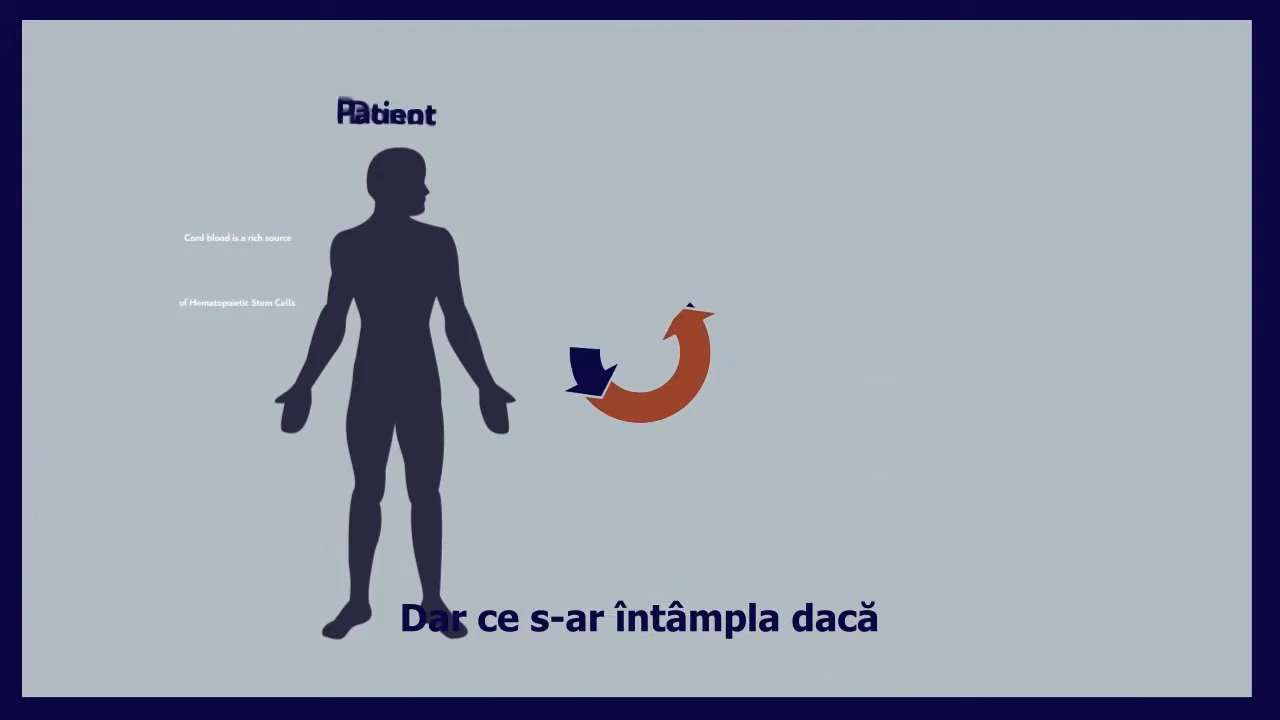 Patient
Cord blood is a rich source
of Hematopoietic Stem Cells
Dar ce s-ar întâmpla dacă